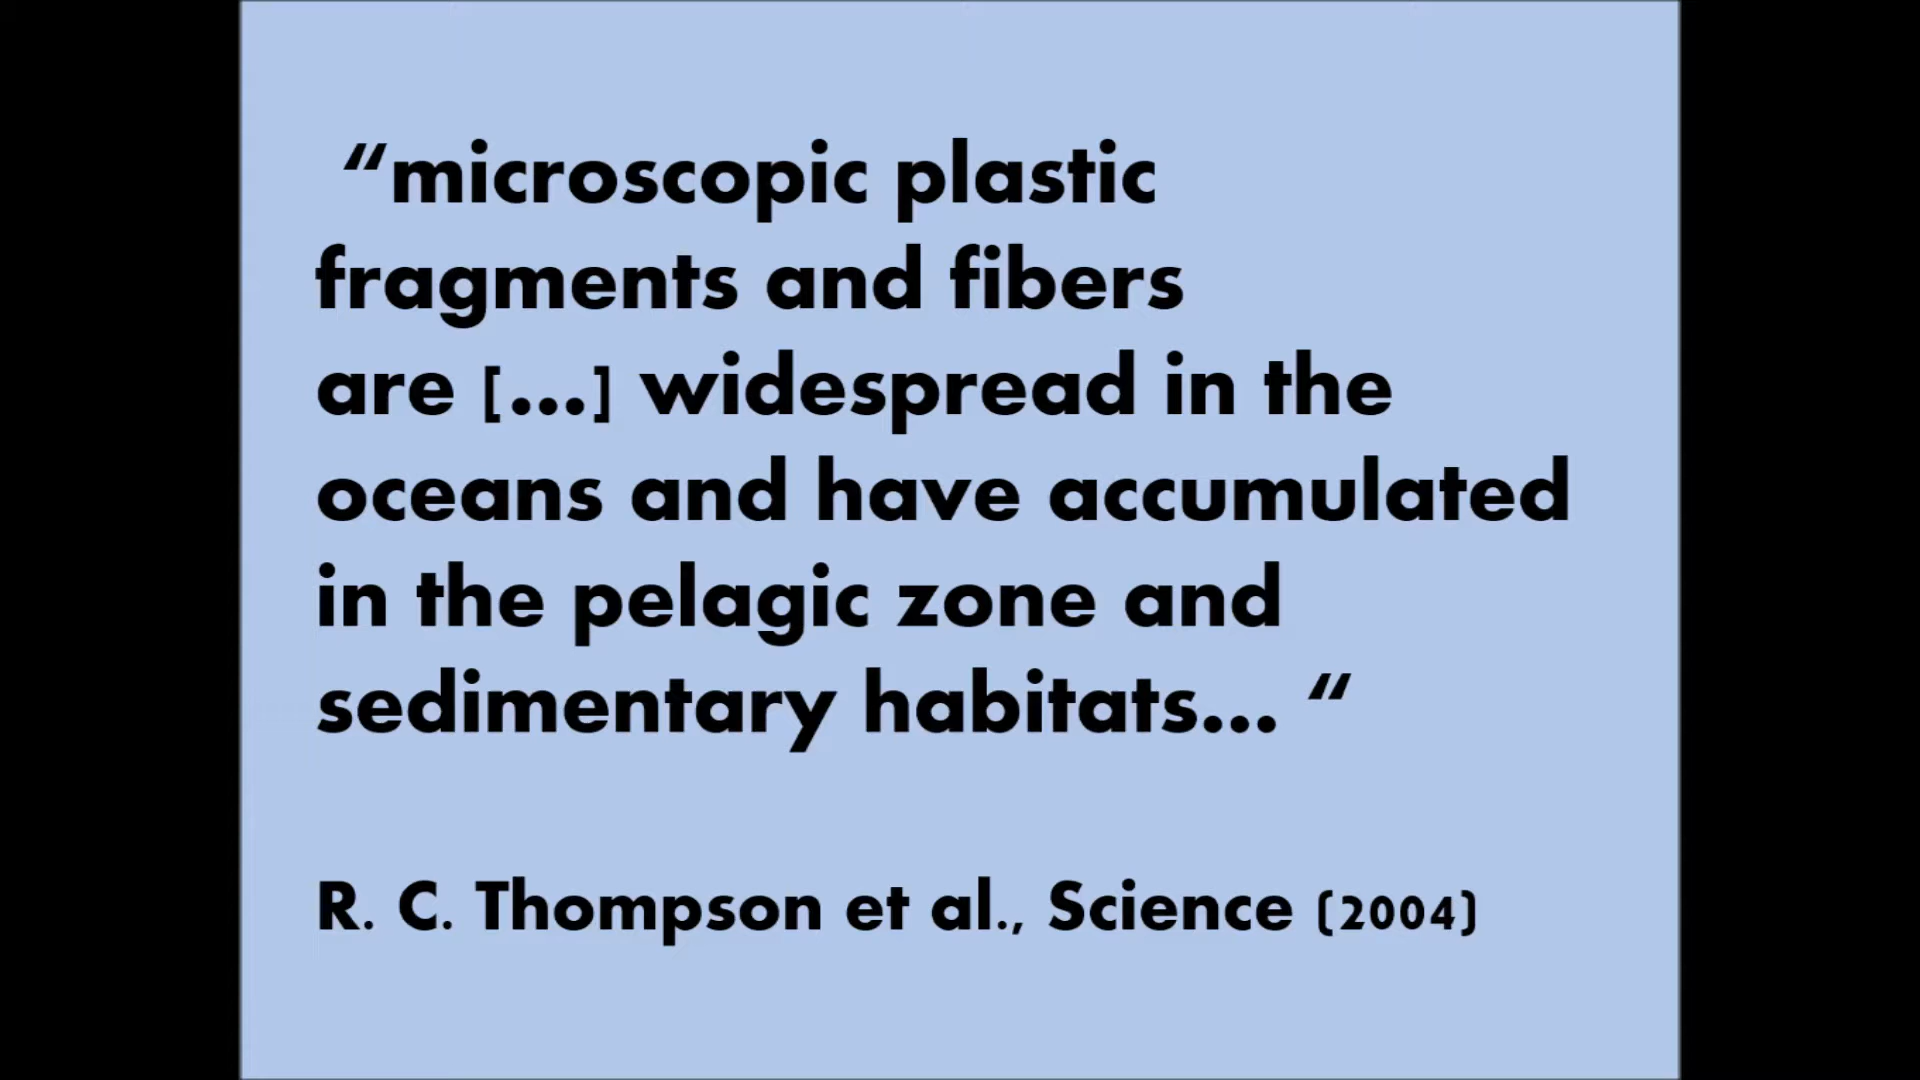 “microscopic plastic
fragments and fibers
are [...] widespread in the
oceans and have accumulated
in the pelagic zone and
sedimentary habitats... “
R. C. Thompson et al., Science (2004)